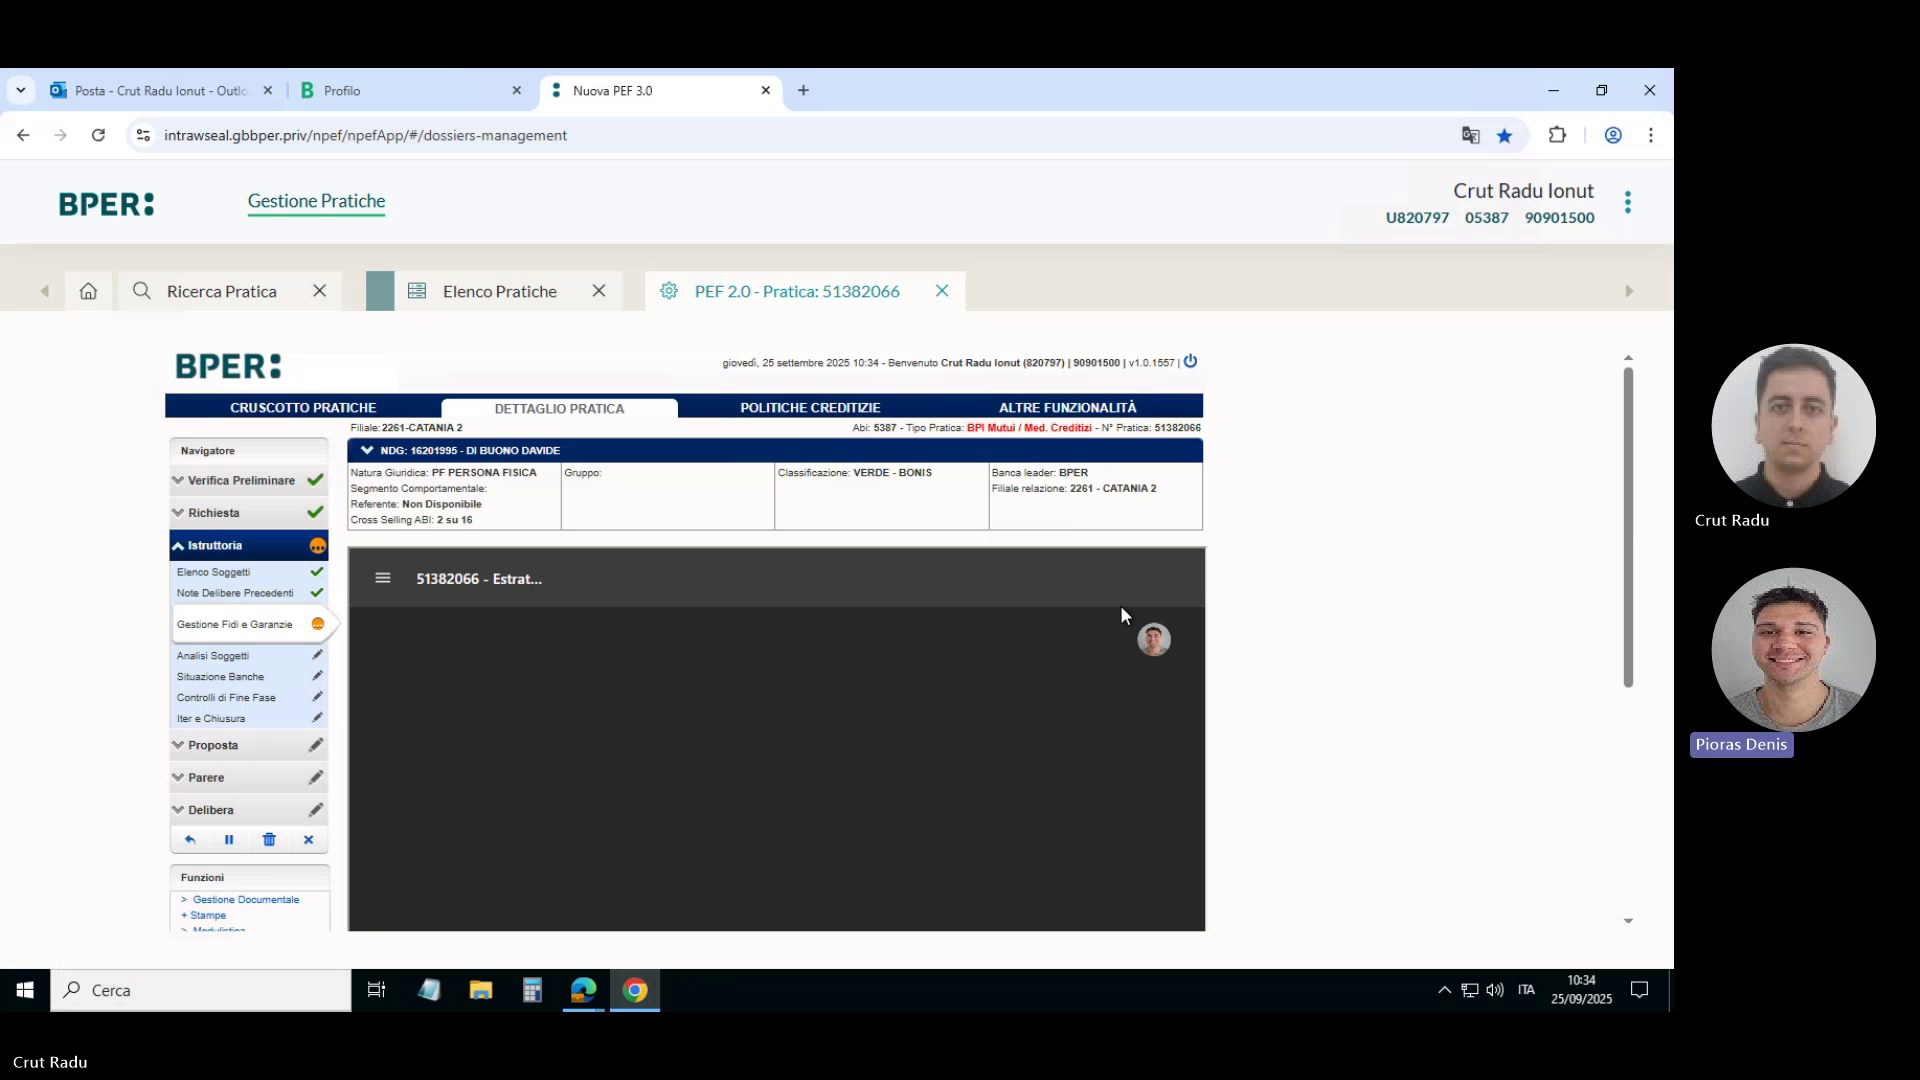 Posta - Crut Radu Ionut - Outlo
Profilo
Nuova PEF 3.0
intrawseal.gbbper.priv/npef/npefApp/#/dossiers-management
BPER:
Gestione Pratiche
Crut Radu Ionut
U820797 05387 90901500
Ricerca Pratica
Elenco Pratiche
PEF 2.0 - Pratica: 51382066
BPER:
giovedì, 25 settembre 2025 10:34 - Benvenuto Crut Radu Ionut (820797) | 90901500 | v1.0.1557 |
CRUSCOTTO PRATICHE
DETTAGLIO PRATICA
POLITICHE CREDITIZIE
ALTRE FUNZIONALITÀ
Filiale: 2261-CATANIA 2
Abi: 5387 - Tipo Pratica: BPI Mutui / Med. Creditizi - N° Pratica: 51382066
Navigatore
Verifica Preliminare
Richiesta
Istruttoria
Elenco Soggetti
Note Delibere Precedenti
Gestione Fidi e Garanzie
Analisi Soggetti
Situazione Banche
Controlli di Fine Fase
Iter e Chiusura
Proposta
Parere
Delibera
Funzioni
> Gestione Documentale
+ Stampe
> Modulistica
NDG: 16201995 - DI BUONO DAVIDE
Natura Giuridica: PF PERSONA FISICA
Segmento Comportamentale:
Referente: Non Disponibile
Cross Selling ABI: 2 su 16
Gruppo:
Classificazione: VERDE - BONIS
Banca leader: BPER
Filiale relazione: 2261 - CATANIA 2
51382066 - Estrat...
Crut Radu
Pioras Denis
Cerca
ITA
10:34
25/09/2025
Crut Radu